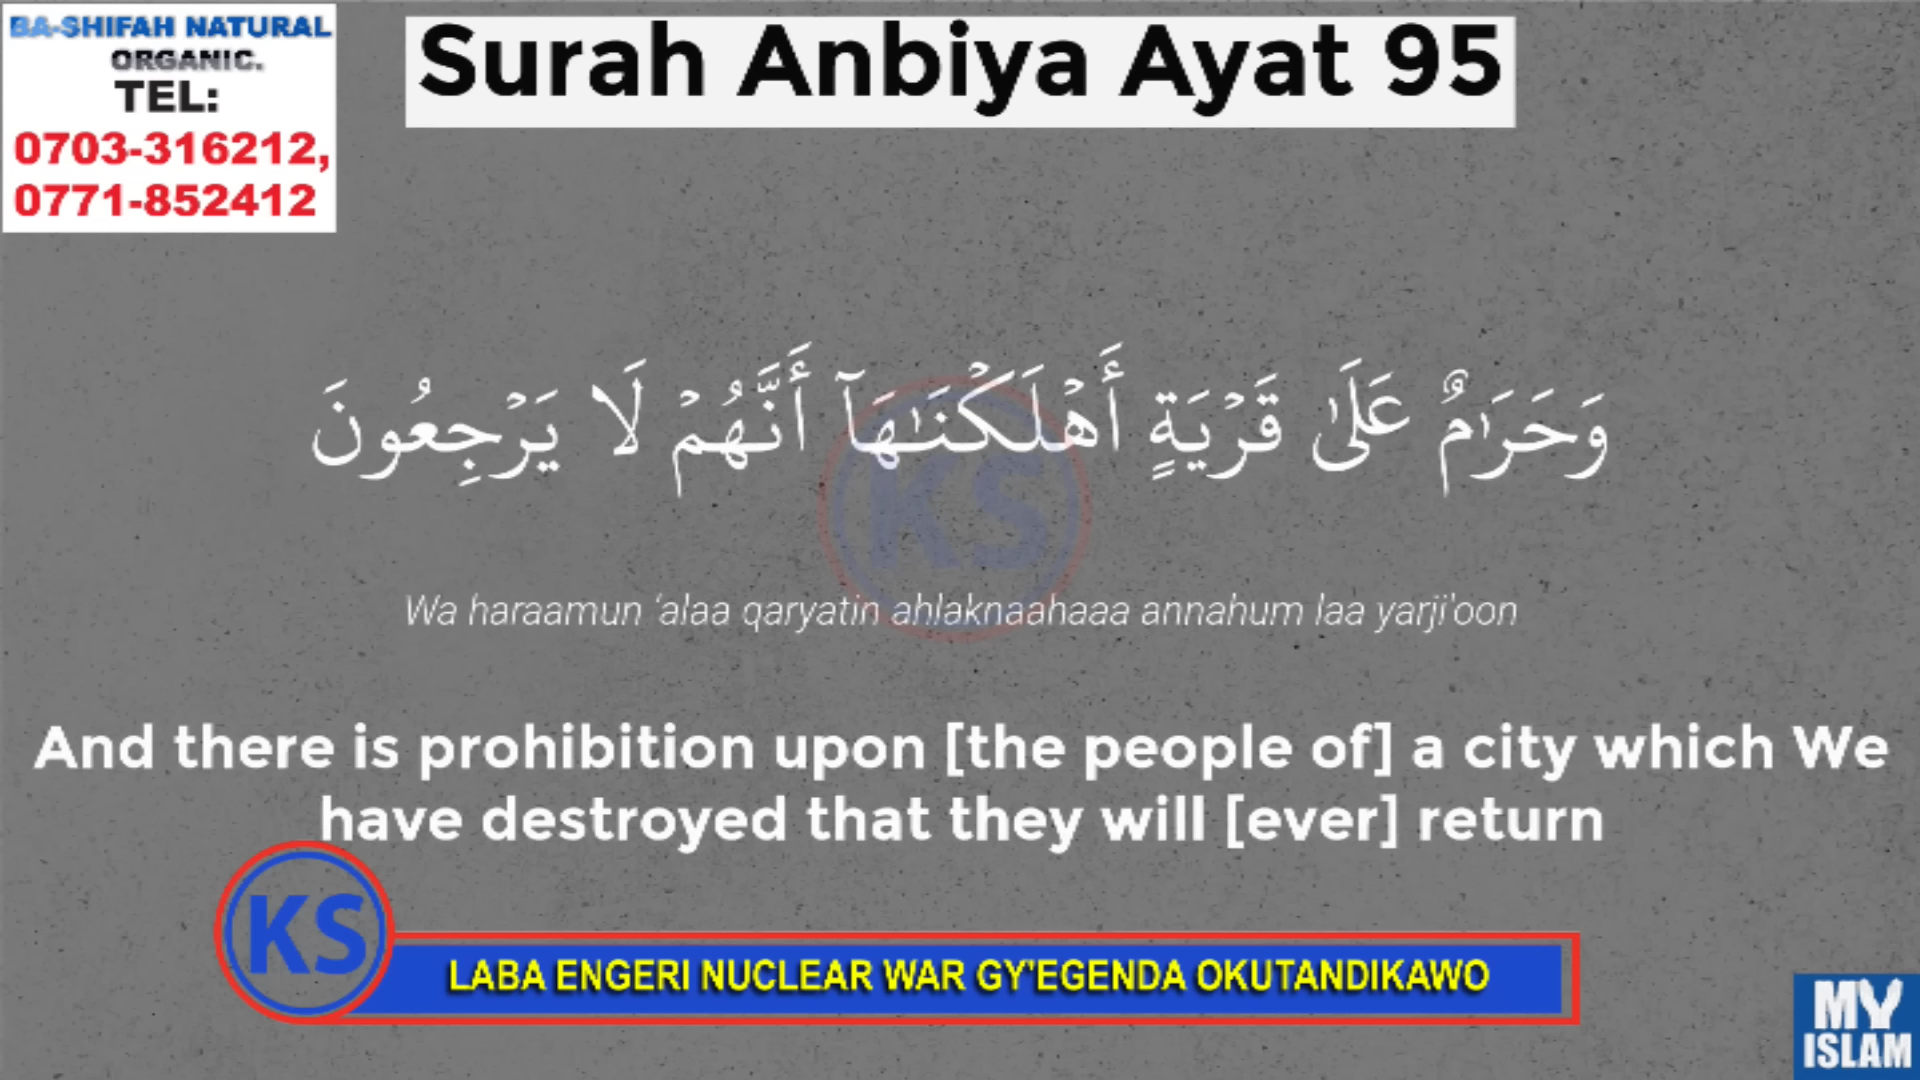 BA-SHIFAH NATURAL
ORGANIC.
TEL:
0703-316212,
0771-852412
Surah Anbiya Ayat 95
وَحَرَٰمٌ عَلَىٰ قَرْيَةٍ أَهْلَكْنَـٰهَآ أَنَّهُمْ لَا يَرْجِعُونَ
KS
Wa haraamun 'alaa qaryatin ahlaknaahaaa annahum laa yarji'oon
And there is prohibition upon [the people of] a city which We
have destroyed that they will [ever] return
KS
LABA ENGERI NUCLEAR WAR GY'EGENDA OKUTANDIKAWO
MY
ISLAM